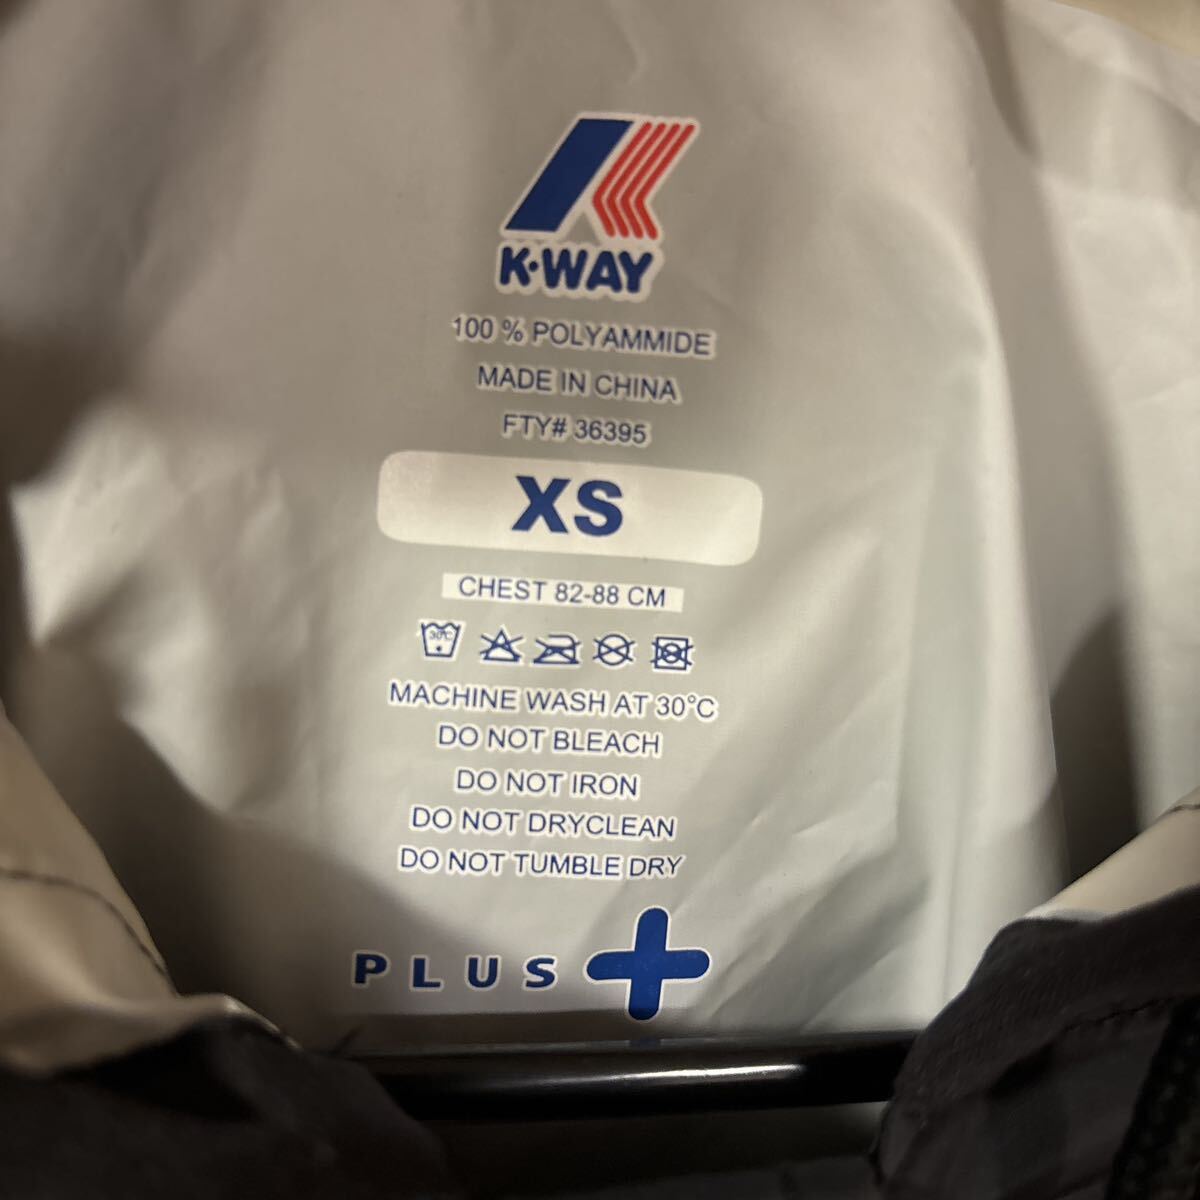 K·WAY
100 % POLYAMMIDE
MADE IN CHINA
FTY# 36395
XS
CHEST 82-88 CM
30°C
MACHINE WASH AT 30°C
DO NOT BLEACH
DO NOT IRON
DO NOT DRYCLEAN
DO NOT TUMBLE DRY
PLUS